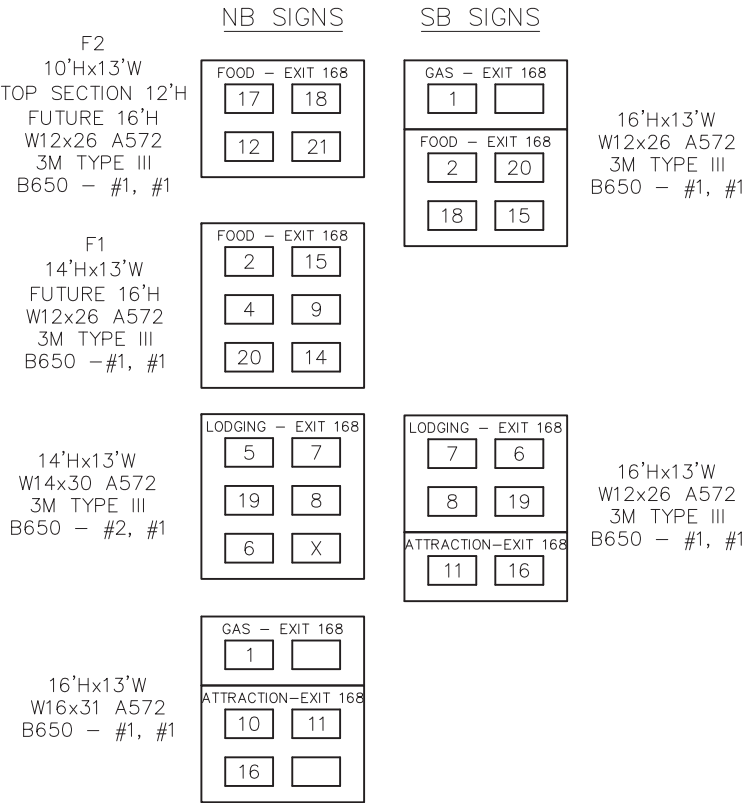 NB SIGNS
SB SIGNS
F2
10'Hx13'W
TOP SECTION 12'H
FUTURE 16'H
W12x26 A572
3M TYPE III
B650 – #1, #1
FOOD – EXIT 168
17 18
12 21
GAS – EXIT 168
1
FOOD – EXIT 168
2 20
18 15
16'Hx13'W
W12x26 A572
3M TYPE III
B650 – #1, #1
F1
14'Hx13'W
FUTURE 16'H
W12x26 A572
3M TYPE III
B650 –#1, #1
FOOD – EXIT 168
2 15
4 9
20 14
14'Hx13'W
W14x30 A572
3M TYPE III
B650 – #2, #1
LODGING – EXIT 168
5 7
19 8
6 X
LODGING – EXIT 168
7 6
8 19
ATTRACTION–EXIT 168
11 16
16'Hx13'W
W12x26 A572
3M TYPE III
B650 – #1, #1
16'Hx13'W
W16x31 A572
B650 – #1, #1
GAS – EXIT 168
1
ATTRACTION–EXIT 168
10 11
16